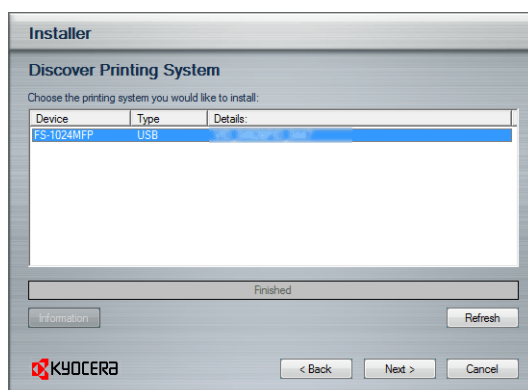 Installer
Discover Printing System
Choose the printing system you would like to install:
Device Type Details:
FS-1024MFP USB
Finished
Information Refresh
KYOCERA < Back Next > Cancel